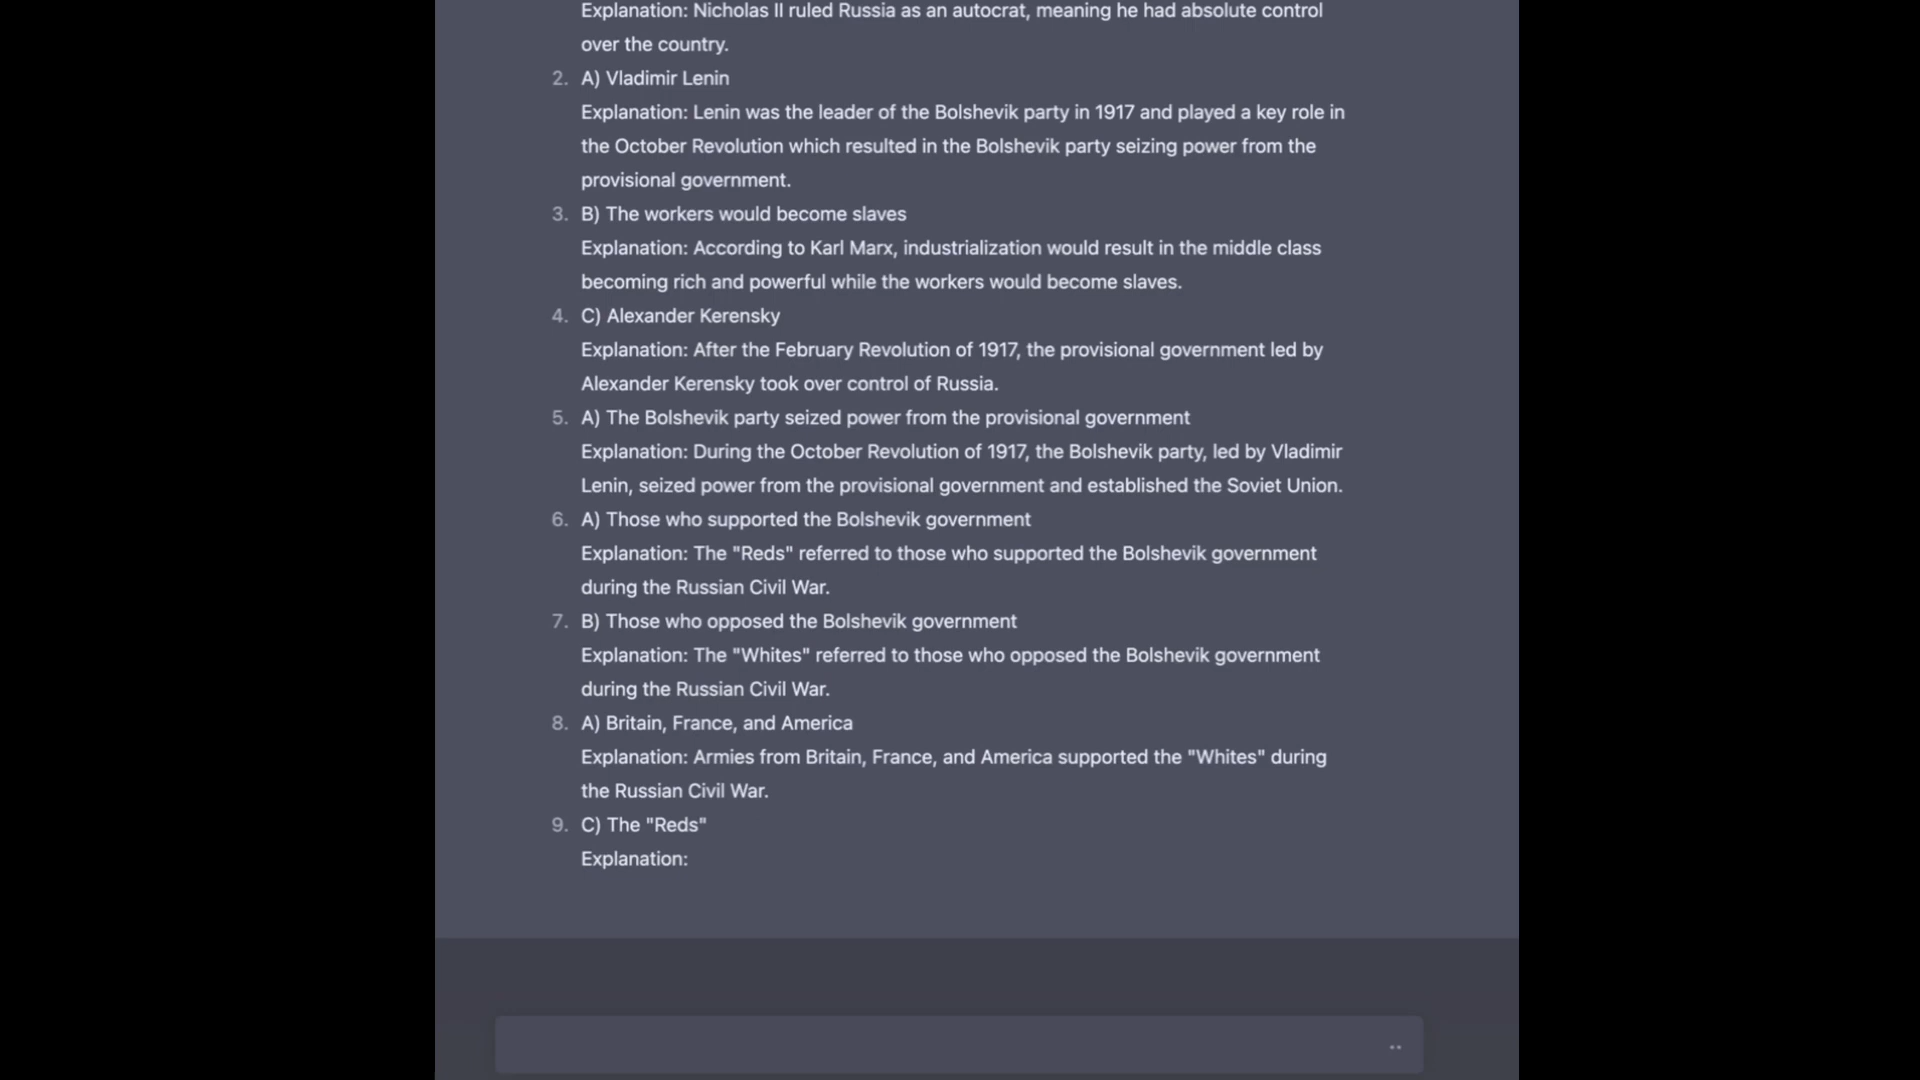 Explanation: Nicholas II ruled Russia as an autocrat, meaning he had absolute control
over the country.
2. A) Vladimir Lenin
Explanation: Lenin was the leader of the Bolshevik party in 1917 and played a key role in
the October Revolution which resulted in the Bolshevik party seizing power from the
provisional government.
3. B) The workers would become slaves
Explanation: According to Karl Marx, industrialization would result in the middle class
becoming rich and powerful while the workers would become slaves.
4. C) Alexander Kerensky
Explanation: After the February Revolution of 1917, the provisional government led by
Alexander Kerensky took over control of Russia.
5. A) The Bolshevik party seized power from the provisional government
Explanation: During the October Revolution of 1917, the Bolshevik party, led by Vladimir
Lenin, seized power from the provisional government and established the Soviet Union.
6. A) Those who supported the Bolshevik government
Explanation: The "Reds" referred to those who supported the Bolshevik government
during the Russian Civil War.
7. B) Those who opposed the Bolshevik government
Explanation: The "Whites" referred to those who opposed the Bolshevik government
during the Russian Civil War.
8. A) Britain, France, and America
Explanation: Armies from Britain, France, and America supported the "Whites" during
the Russian Civil War.
9. C) The "Reds"
Explanation: